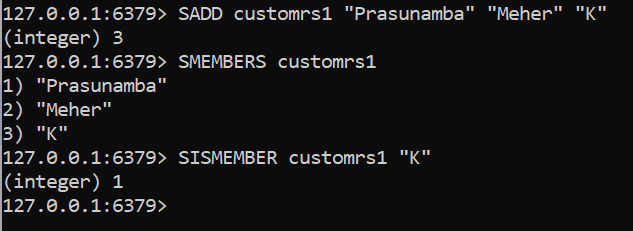 127.0.0.1:6379> SADD customrs1 "Prasunamba" "Meher" "K"
(integer) 3
127.0.0.1:6379> SMEMBERS customrs1
1) "Prasunamba"
2) "Meher"
3) "K"
127.0.0.1:6379> SISMEMBER customrs1 "K"
(integer) 1
127.0.0.1:6379>